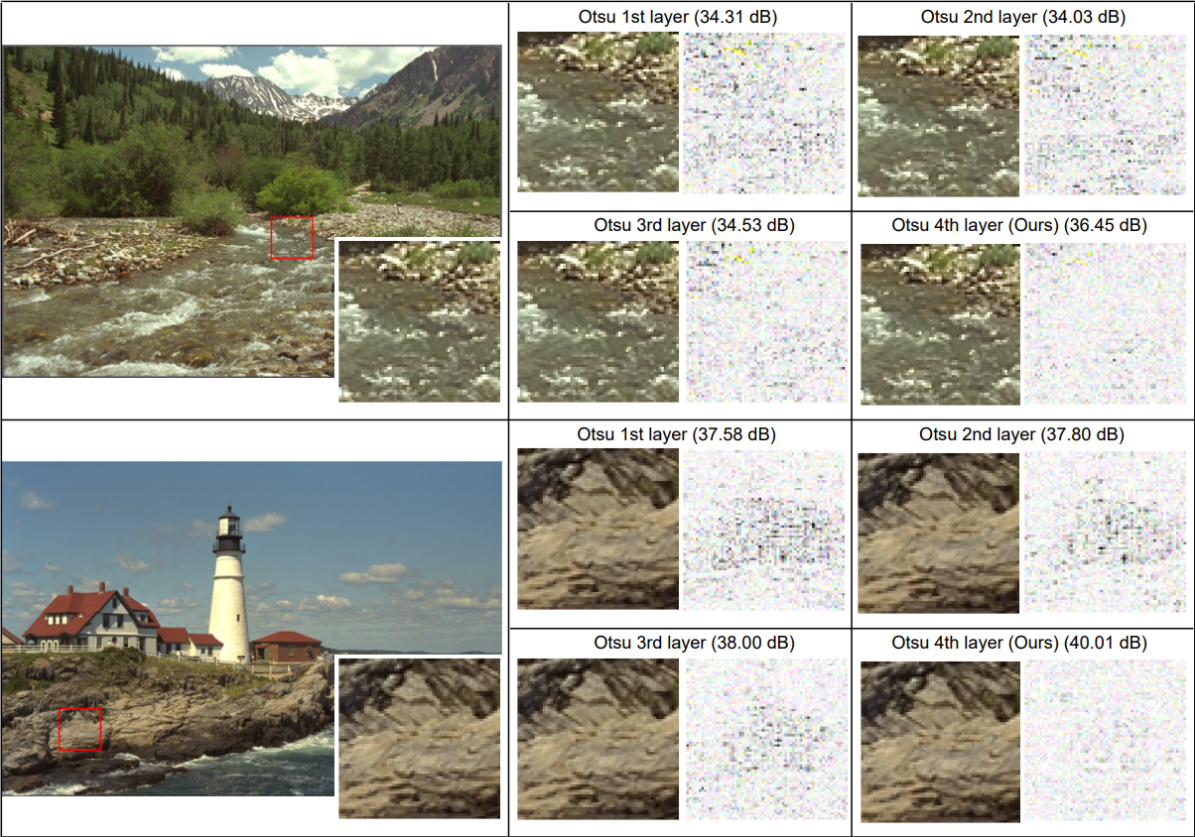 Otsu 1st layer (34.31 dB)
Otsu 2nd layer (34.03 dB)
Otsu 3rd layer (34.53 dB)
Otsu 4th layer (Ours) (36.45 dB)
Otsu 1st layer (37.58 dB)
Otsu 2nd layer (37.80 dB)
Otsu 3rd layer (38.00 dB)
Otsu 4th layer (Ours) (40.01 dB)